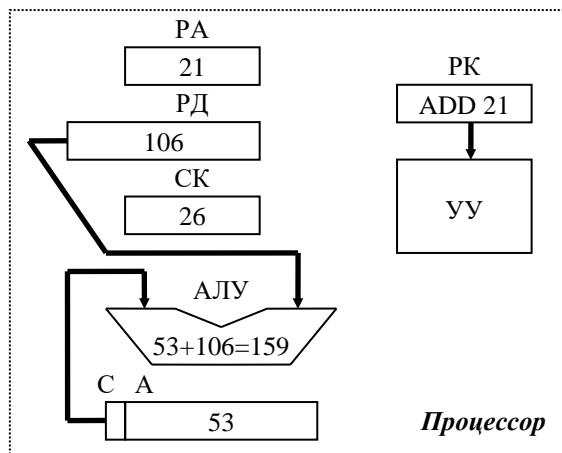 РА
21
РК
РД
ADD 21
106
СК
26
УУ
АЛУ
53+106=159
С А
53
Процессор